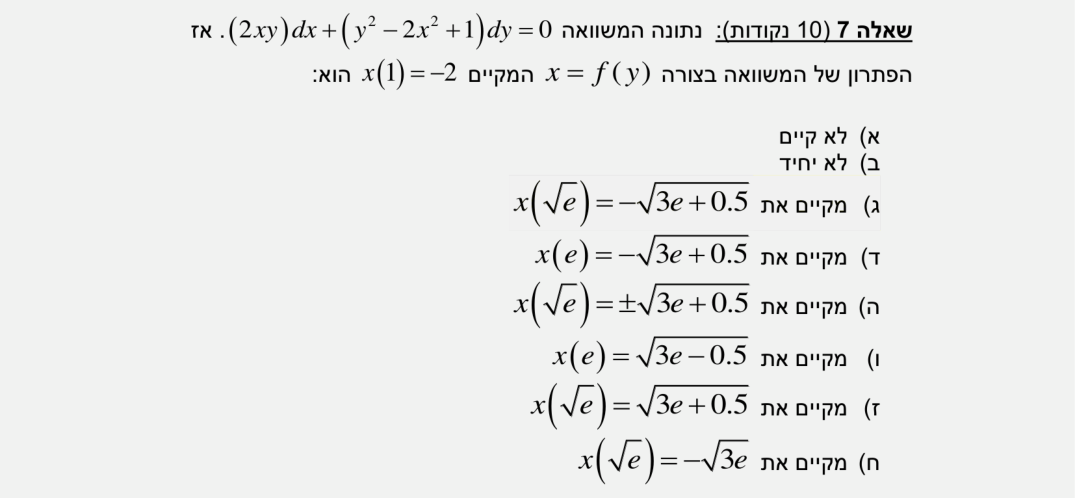 שאלה 7 (10 נקודות): נתונה המשוואה (2xy)dx + (y² − 2x² + 1)dy = 0. אז
הפתרון של המשוואה בצורה x = f(y) המקיים x(1) = −2 הוא:
א) לא קיים
ב) לא יחיד
ג) מקיים את x(√e) = −√(3e + 0.5)
ד) מקיים את x(e) = −√(3e + 0.5)
ה) מקיים את x(√e) = ±√(3e + 0.5)
ו) מקיים את x(e) = √(3e − 0.5)
ז) מקיים את x(√e) = √(3e + 0.5)
ח) מקיים את x(√e) = −√(3e)